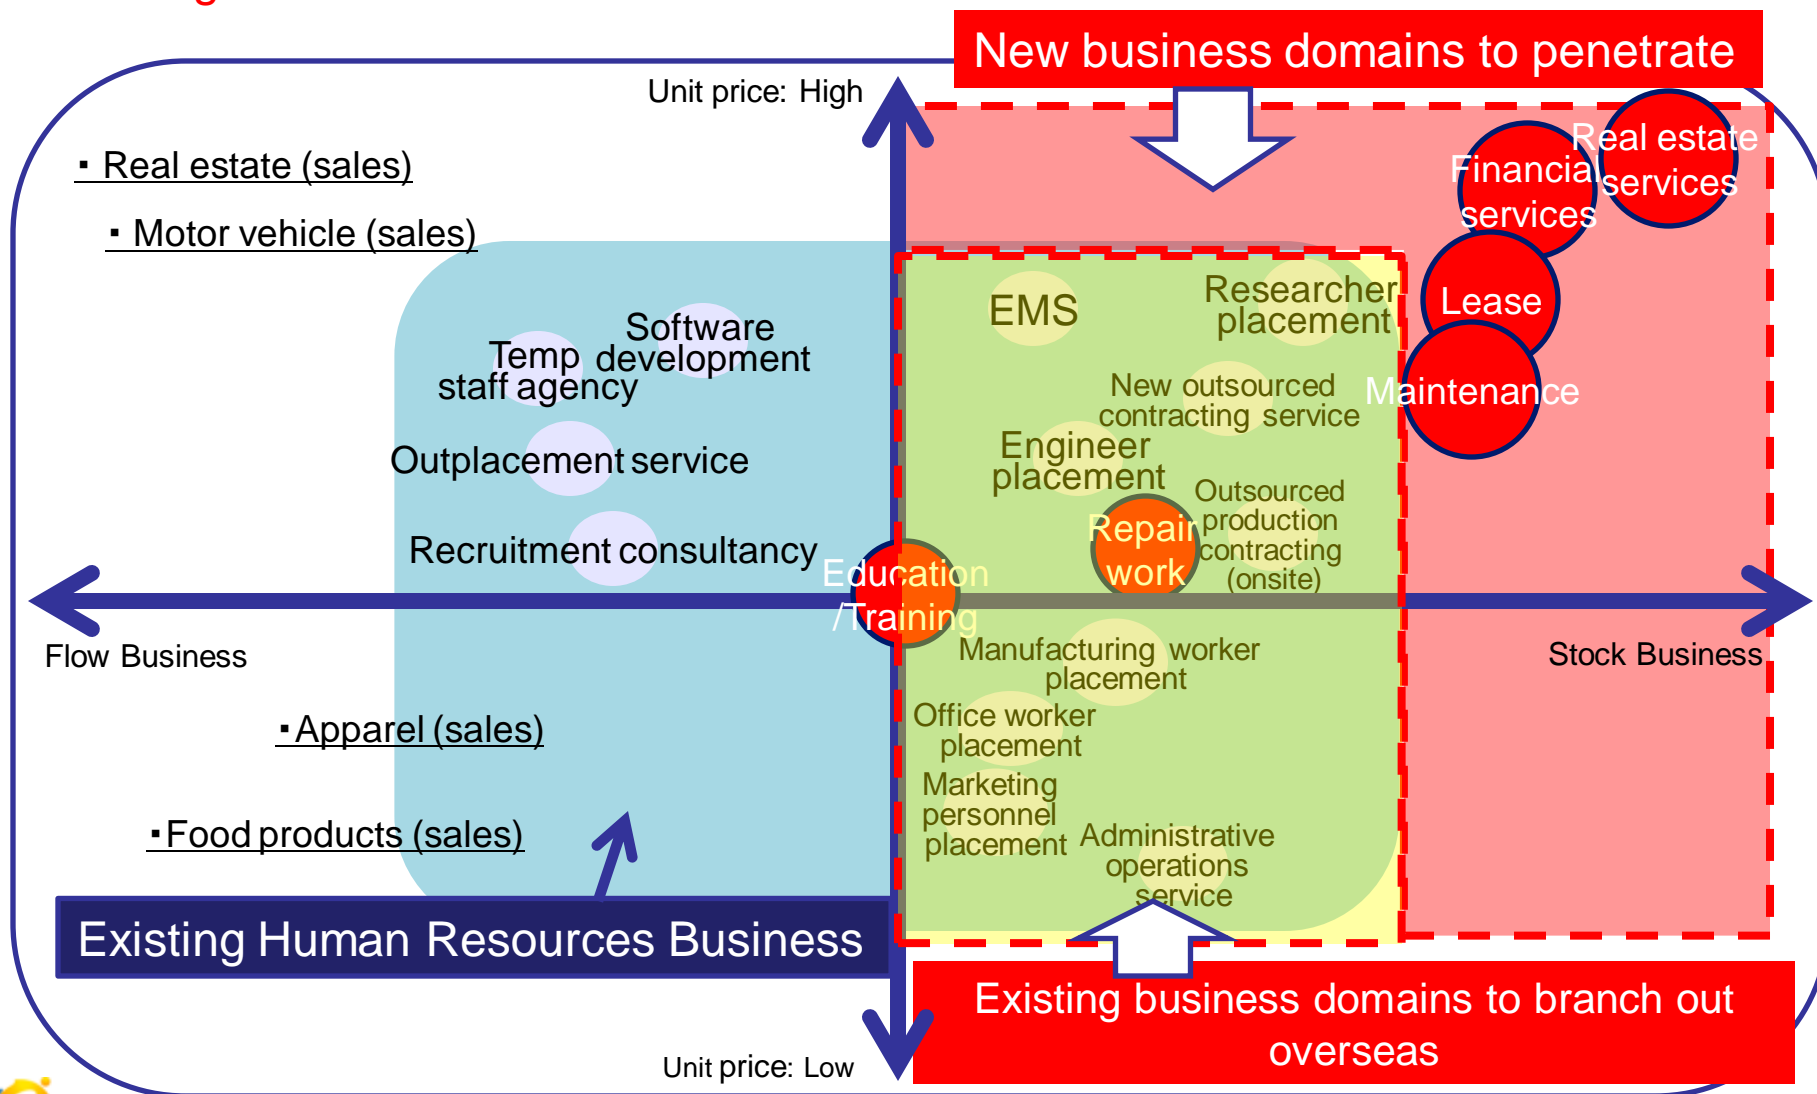 New business domains to penetrate
Unit price: High
・Real estate (sales)
・Motor vehicle (sales)
Real estate
services
Financial
services
Lease
Maintenance
EMS
Researcher
placement
Software
development
Temp
staff agency
New outsourced
contracting service
Outplacement service
Engineer
placement
Outsourced
production
contracting
(onsite)
Repair
work
Recruitment consultancy
Education
/Training
Flow Business
Stock Business
Manufacturing worker
placement
・Apparel (sales)
Office worker
placement
Marketing
personnel
placement
・Food products (sales)
Administrative
operations
service
Existing Human Resources Business
Existing business domains to branch out
overseas
Unit price: Low